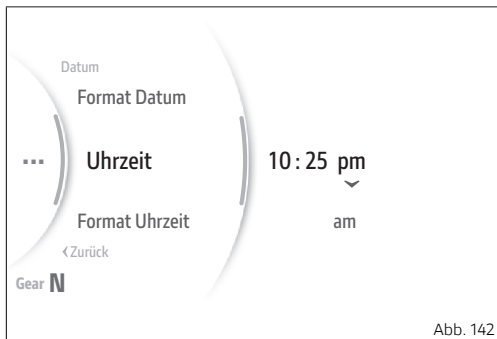 Datum
Format Datum
... Uhrzeit 10 : 25 pm
Format Uhrzeit am
Zurück
Gear N
Abb. 142